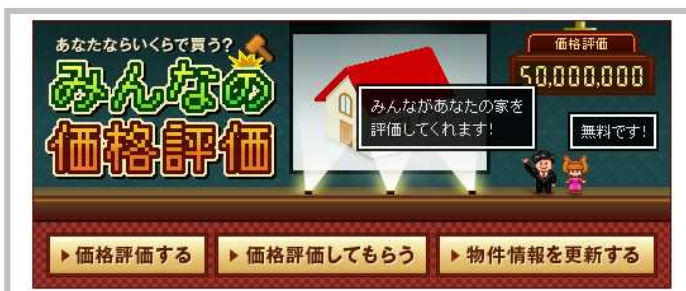 あなたならいくらで買う?
みんなの
価格評価
みんながあなたの家を
評価してくれます!
価格評価
50,000,000
無料です!
価格評価する
価格評価してもらう
物件情報を更新する